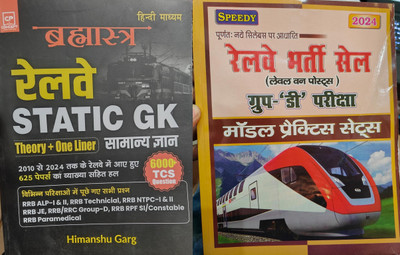 CP
हिन्दी माध्यम
ब्रह्मास्त्र
रेलवे
STATIC GK
Theory + One Liner सामान्य ज्ञान
2010 से 2024 तक के रेलवे में आए हुए
625 पेपर्स का व्याख्या सहित हल
6000+
TCS
Question
विभिन्न परिक्षाओं में पूछे गए सभी प्रश्न
RRB ALP-I & II, RRB Technicial, RRB NTPC-I & II
RRB JE, RRB/RRC Group-D, RRB RPF SI/Constable
RRB Paramedical
Himanshu Garg
SPEEDY
2024
पूर्णतः नये सिलेबस पर आधारित
रेलवे भर्ती सेल
(लेवल वन पोस्ट्स)
ग्रुप-'डी' परीक्षा
मॉडल प्रैक्टिस सेट्स